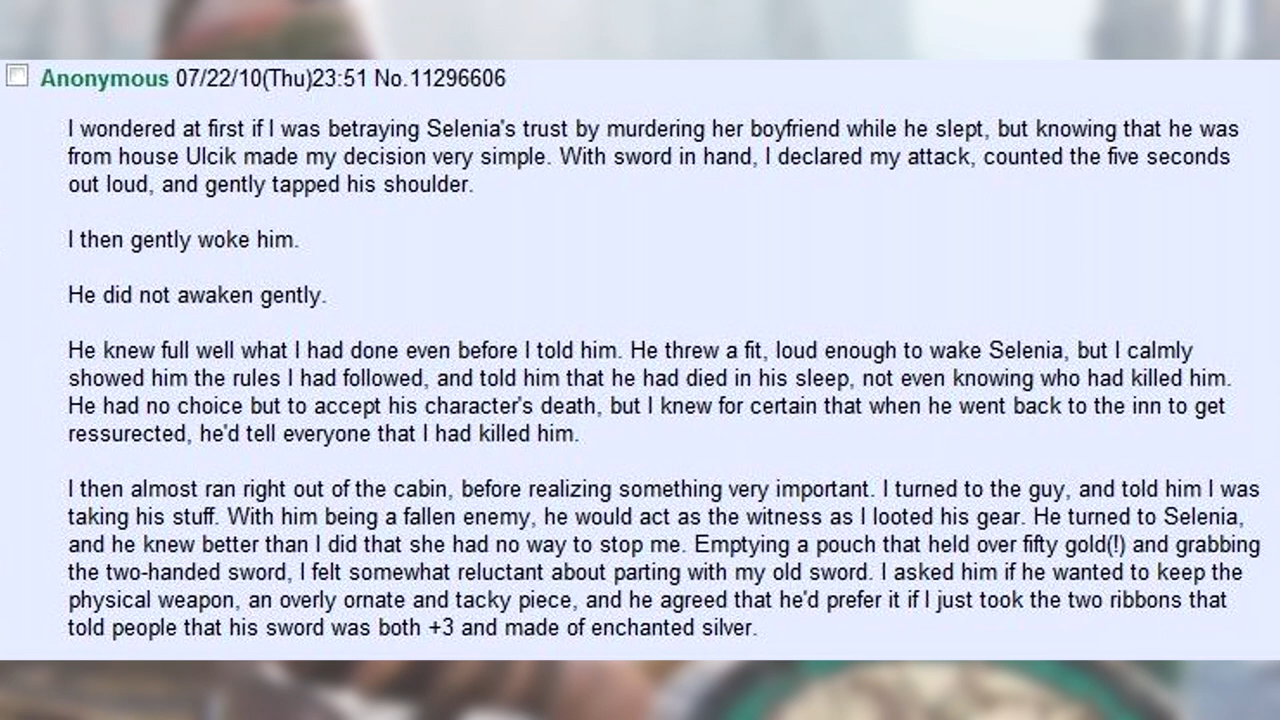 Anonymous 07/22/10(Thu)23:51 No.11296606
I wondered at first if I was betraying Selenia's trust by murdering her boyfriend while he slept, but knowing that he was
from house Ulcik made my decision very simple. With sword in hand, I declared my attack, counted the five seconds
out loud, and gently tapped his shoulder.
I then gently woke him.
He did not awaken gently.
He knew full well what I had done even before I told him. He threw a fit, loud enough to wake Selenia, but I calmly
showed him the rules I had followed, and told him that he had died in his sleep, not even knowing who had killed him.
He had no choice but to accept his character's death, but I knew for certain that when he went back to the inn to get
ressurected, he'd tell everyone that I had killed him.
I then almost ran right out of the cabin, before realizing something very important. I turned to the guy, and told him I was
taking his stuff. With him being a fallen enemy, he would act as the witness as I looted his gear. He turned to Selenia,
and he knew better than I did that she had no way to stop me. Emptying a pouch that held over fifty gold(!) and grabbing
the two-handed sword, I felt somewhat reluctant about parting with my old sword. I asked him if he wanted to keep the
physical weapon, an overly ornate and tacky piece, and he agreed that he'd prefer it if I just took the two ribbons that
told people that his sword was both +3 and made of enchanted silver.